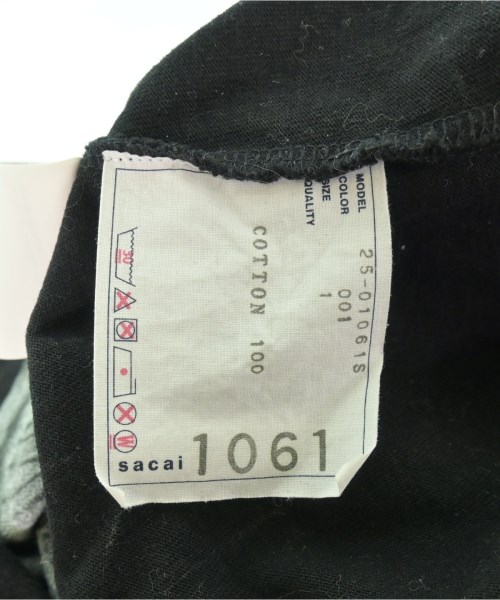 MODEL 25-01061S
COLOR 001
SIZE 1
QUALITY
COTTON 100
30
W
sacai 1061